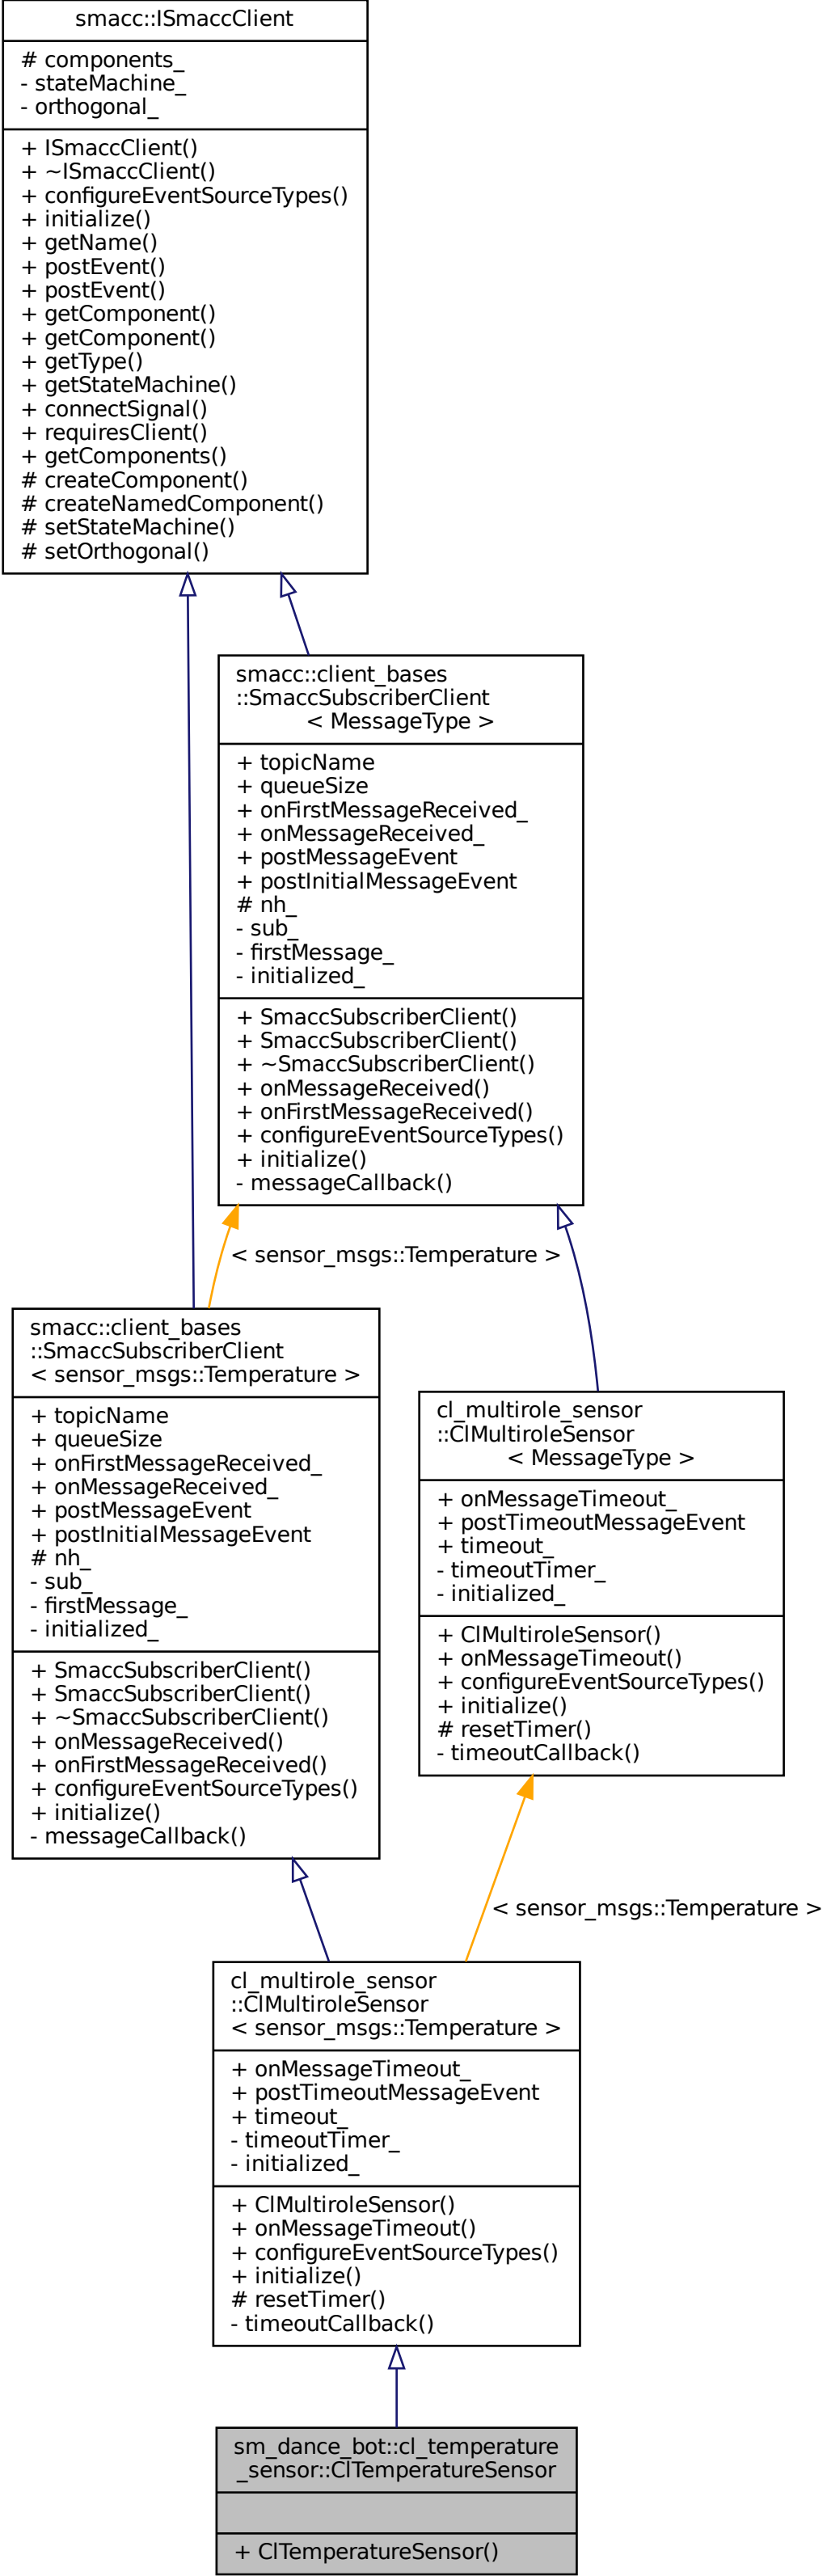 smacc::ISmaccClient
# components_
- stateMachine_
- orthogonal_
+ ISmaccClient()
+ ~ISmaccClient()
+ configureEventSourceTypes()
+ initialize()
+ getName()
+ postEvent()
+ postEvent()
+ getComponent()
+ getComponent()
+ getType()
+ getStateMachine()
+ connectSignal()
+ requiresClient()
+ getComponents()
# createComponent()
# createNamedComponent()
# setStateMachine()
# setOrthogonal()
smacc::client_bases
::SmaccSubscriberClient
< MessageType >
+ topicName
+ queueSize
+ onFirstMessageReceived_
+ onMessageReceived_
+ postMessageEvent
+ postInitialMessageEvent
# nh_
- sub_
- firstMessage_
- initialized_
+ SmaccSubscriberClient()
+ SmaccSubscriberClient()
+ ~SmaccSubscriberClient()
+ onMessageReceived()
+ onFirstMessageReceived()
+ configureEventSourceTypes()
+ initialize()
- messageCallback()
< sensor_msgs::Temperature >
smacc::client_bases
::SmaccSubscriberClient
< sensor_msgs::Temperature >
+ topicName
+ queueSize
+ onFirstMessageReceived_
+ onMessageReceived_
+ postMessageEvent
+ postInitialMessageEvent
# nh_
- sub_
- firstMessage_
- initialized_
+ SmaccSubscriberClient()
+ SmaccSubscriberClient()
+ ~SmaccSubscriberClient()
+ onMessageReceived()
+ onFirstMessageReceived()
+ configureEventSourceTypes()
+ initialize()
- messageCallback()
cl_multirole_sensor
::ClMultiroleSensor
< MessageType >
+ onMessageTimeout_
+ postTimeoutMessageEvent
+ timeout_
- timeoutTimer_
- initialized_
+ ClMultiroleSensor()
+ onMessageTimeout()
+ configureEventSourceTypes()
+ initialize()
# resetTimer()
- timeoutCallback()
< sensor_msgs::Temperature >
cl_multirole_sensor
::ClMultiroleSensor
< sensor_msgs::Temperature >
+ onMessageTimeout_
+ postTimeoutMessageEvent
+ timeout_
- timeoutTimer_
- initialized_
+ ClMultiroleSensor()
+ onMessageTimeout()
+ configureEventSourceTypes()
+ initialize()
# resetTimer()
- timeoutCallback()
sm_dance_bot::cl_temperature
_sensor::ClTemperatureSensor
+ ClTemperatureSensor()